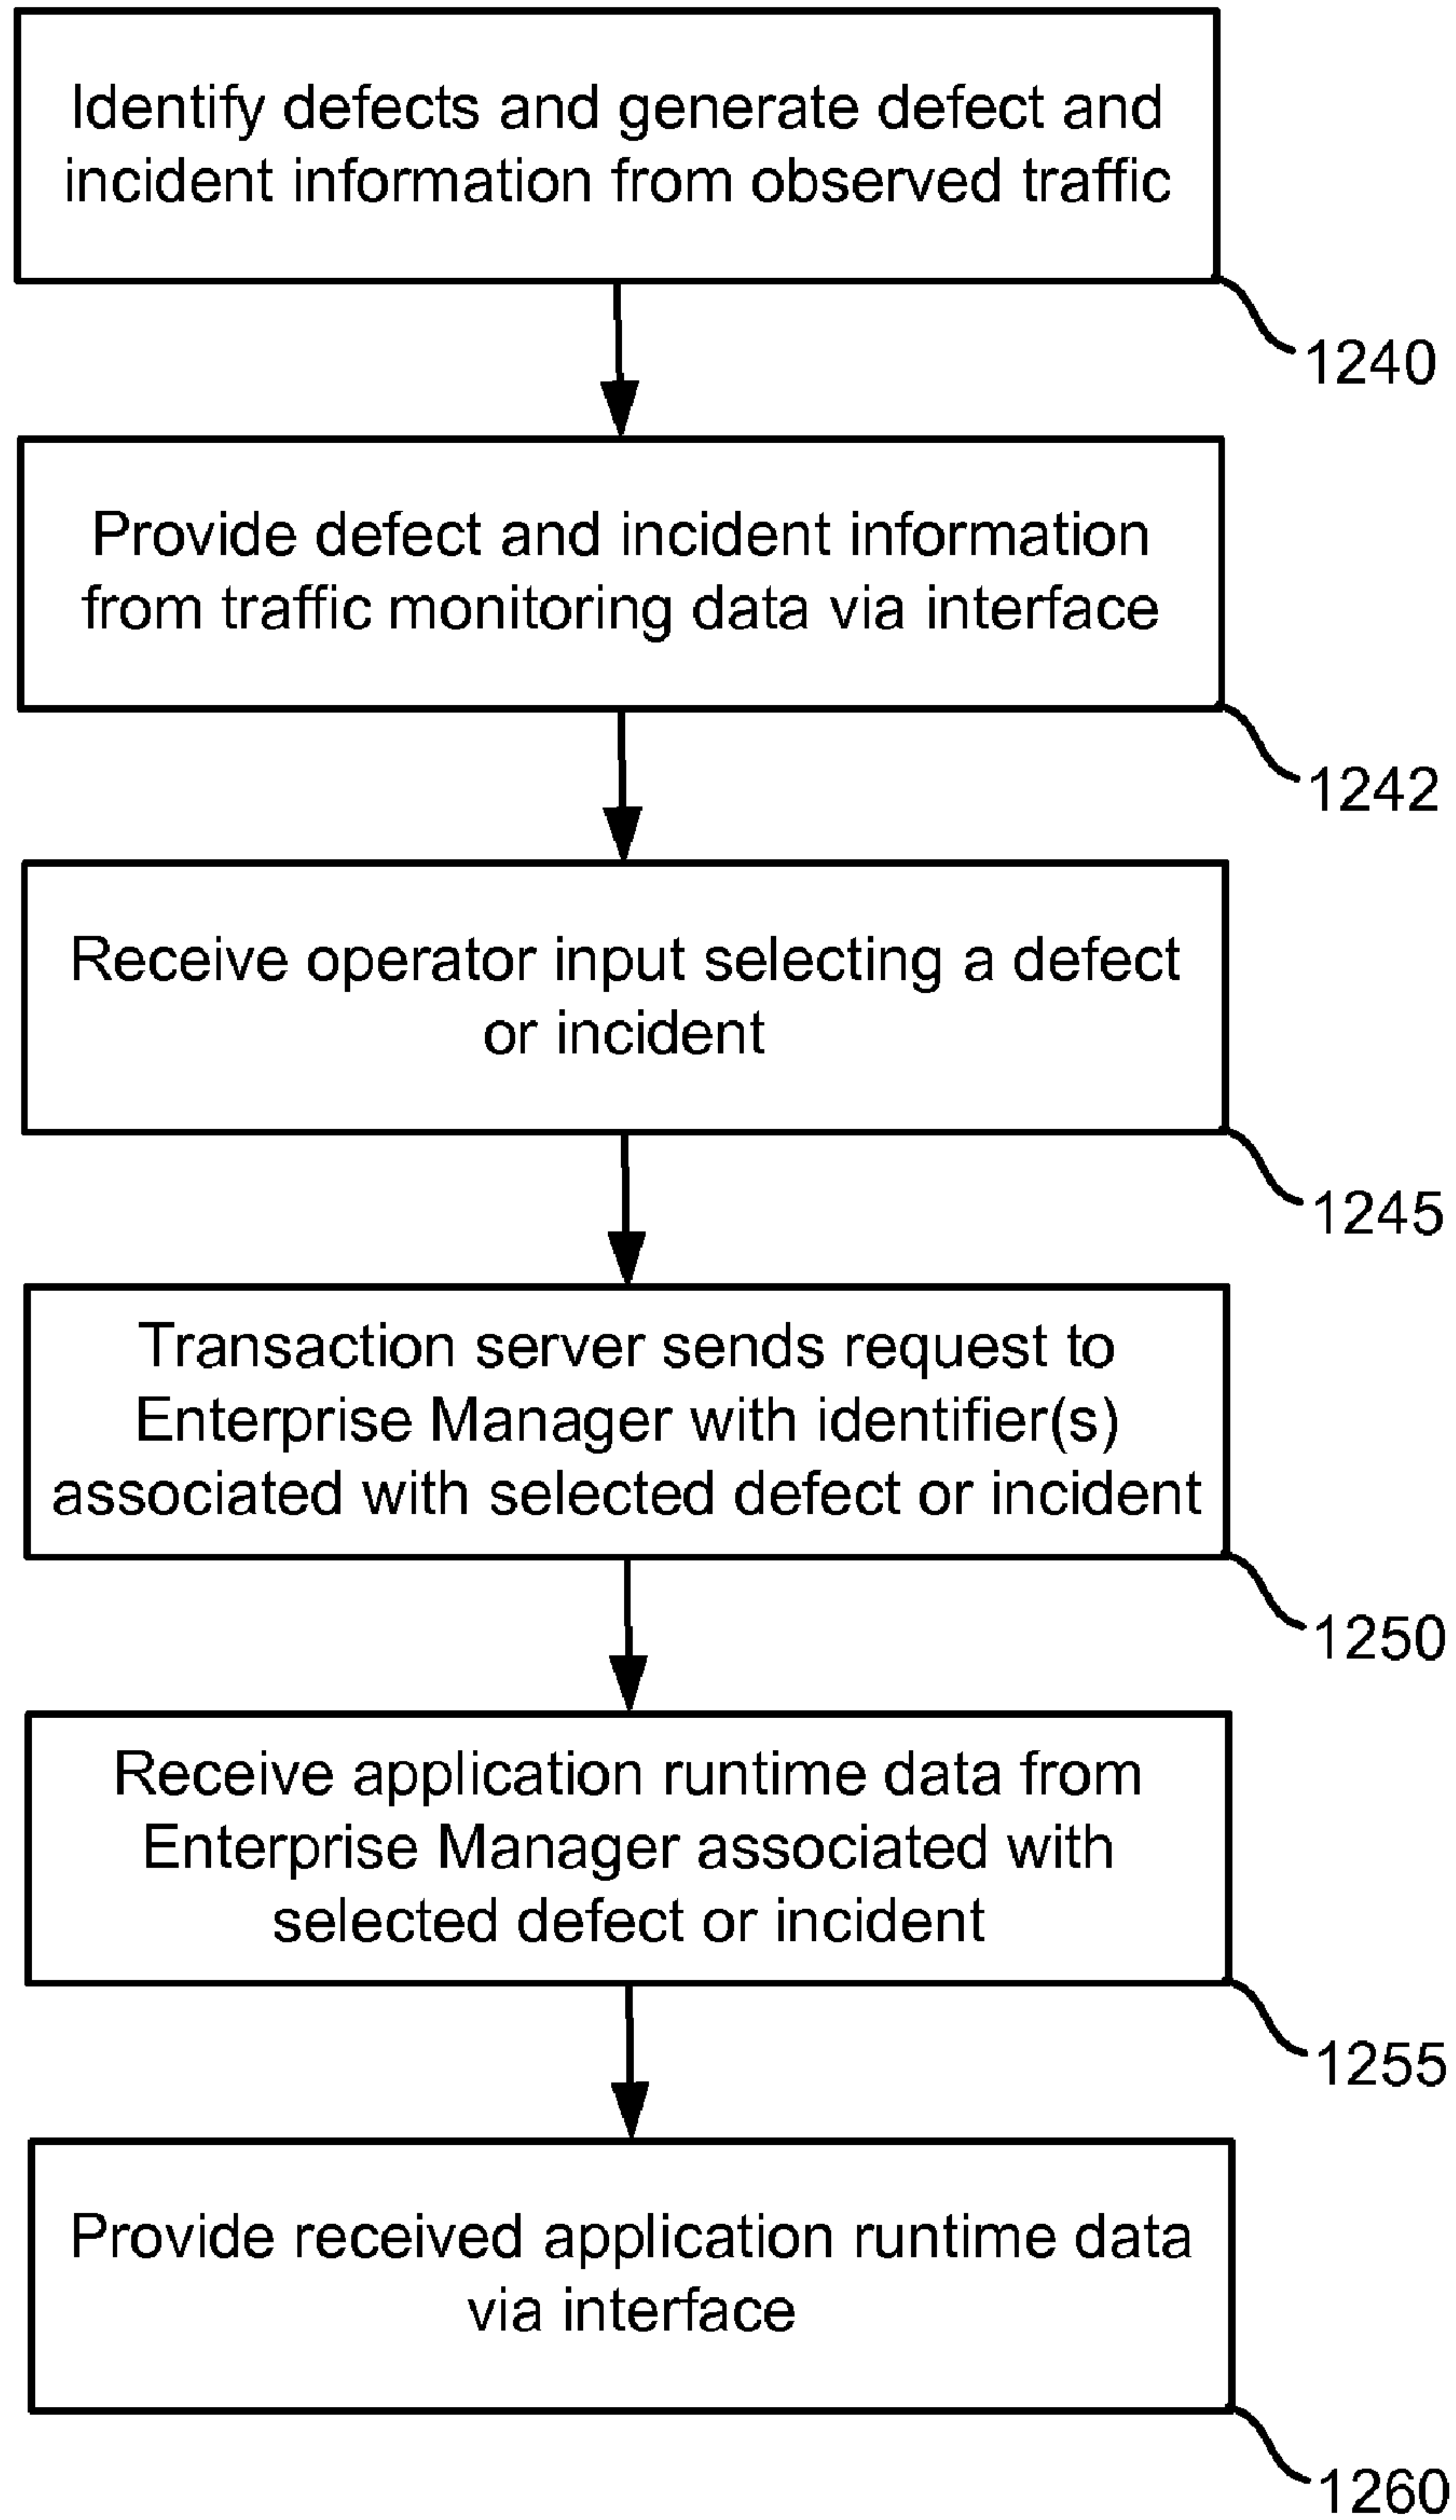 Identify defects and generate defect and
incident information from observed traffic
1240
Provide defect and incident information
from traffic monitoring data via interface
1242
Receive operator input selecting a defect
or incident
1245
Transaction server sends request to
Enterprise Manager with identifier(s)
associated with selected defect or incident
1250
Receive application runtime data from
Enterprise Manager associated with
selected defect or incident
1255
Provide received application runtime data
via interface
1260